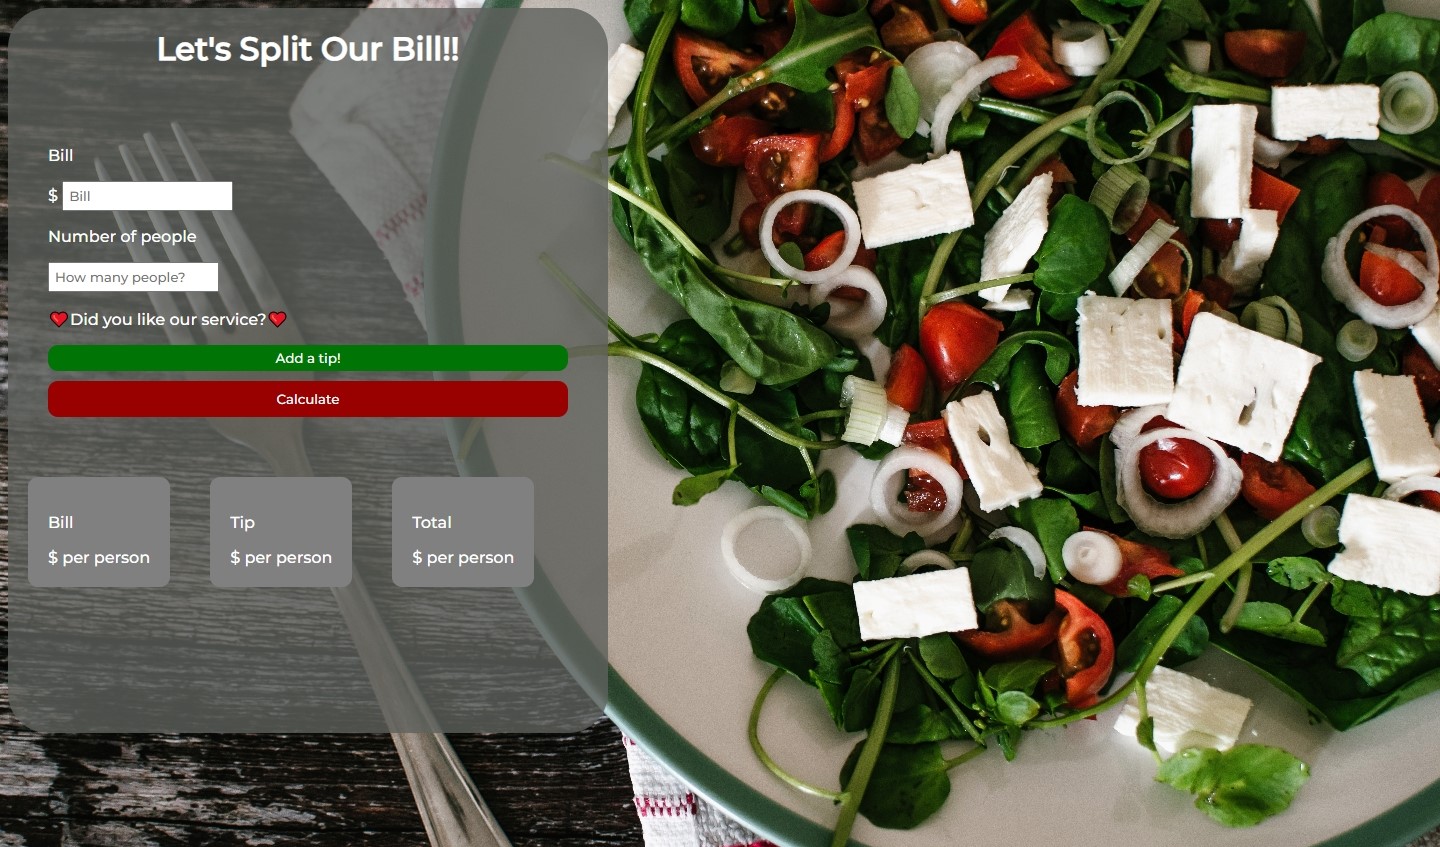 Let's Split Our Bill!!
Bill
$ Bill
Number of people
How many people?
❤️Did you like our service?❤️
Add a tip!
Calculate
Bill Tip Total
$ per person $ per person $ per person